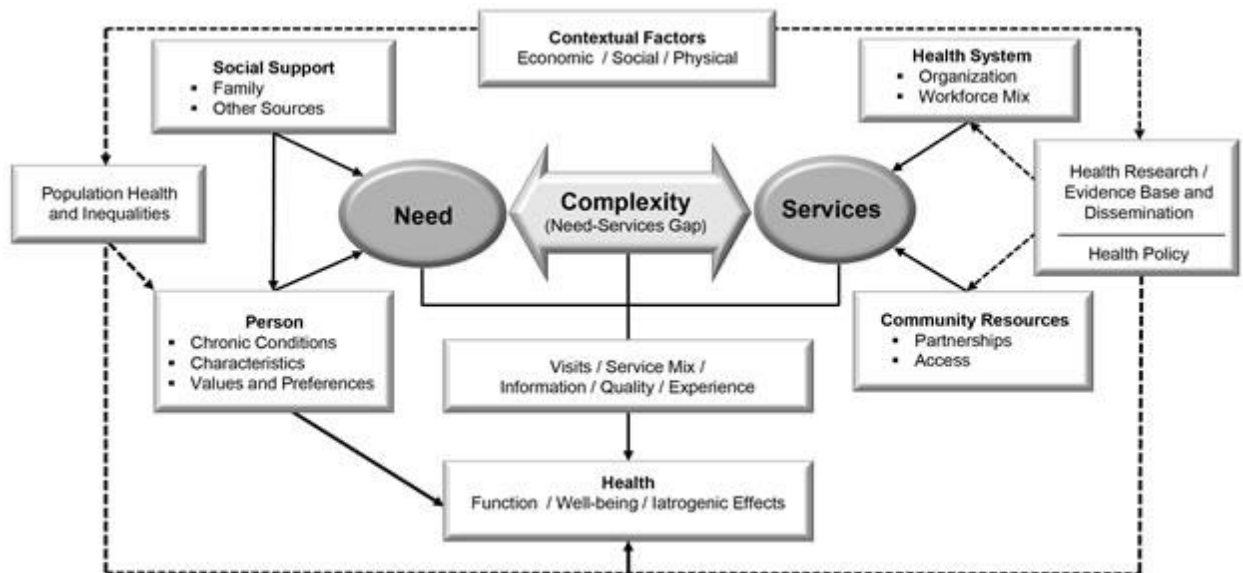 Contextual Factors
Economic / Social / Physical
Social Support
▪ Family
▪ Other Sources
Health System
▪ Organization
▪ Workforce Mix
Population Health
and Inequalities
Need
Complexity
(Need-Services Gap)
Services
Health Research /
Evidence Base and
Dissemination
Health Policy
Person
▪ Chronic Conditions
▪ Characteristics
▪ Values and Preferences
Visits / Service Mix /
Information / Quality / Experience
Community Resources
▪ Partnerships
▪ Access
Health
Function / Well-being / Iatrogenic Effects